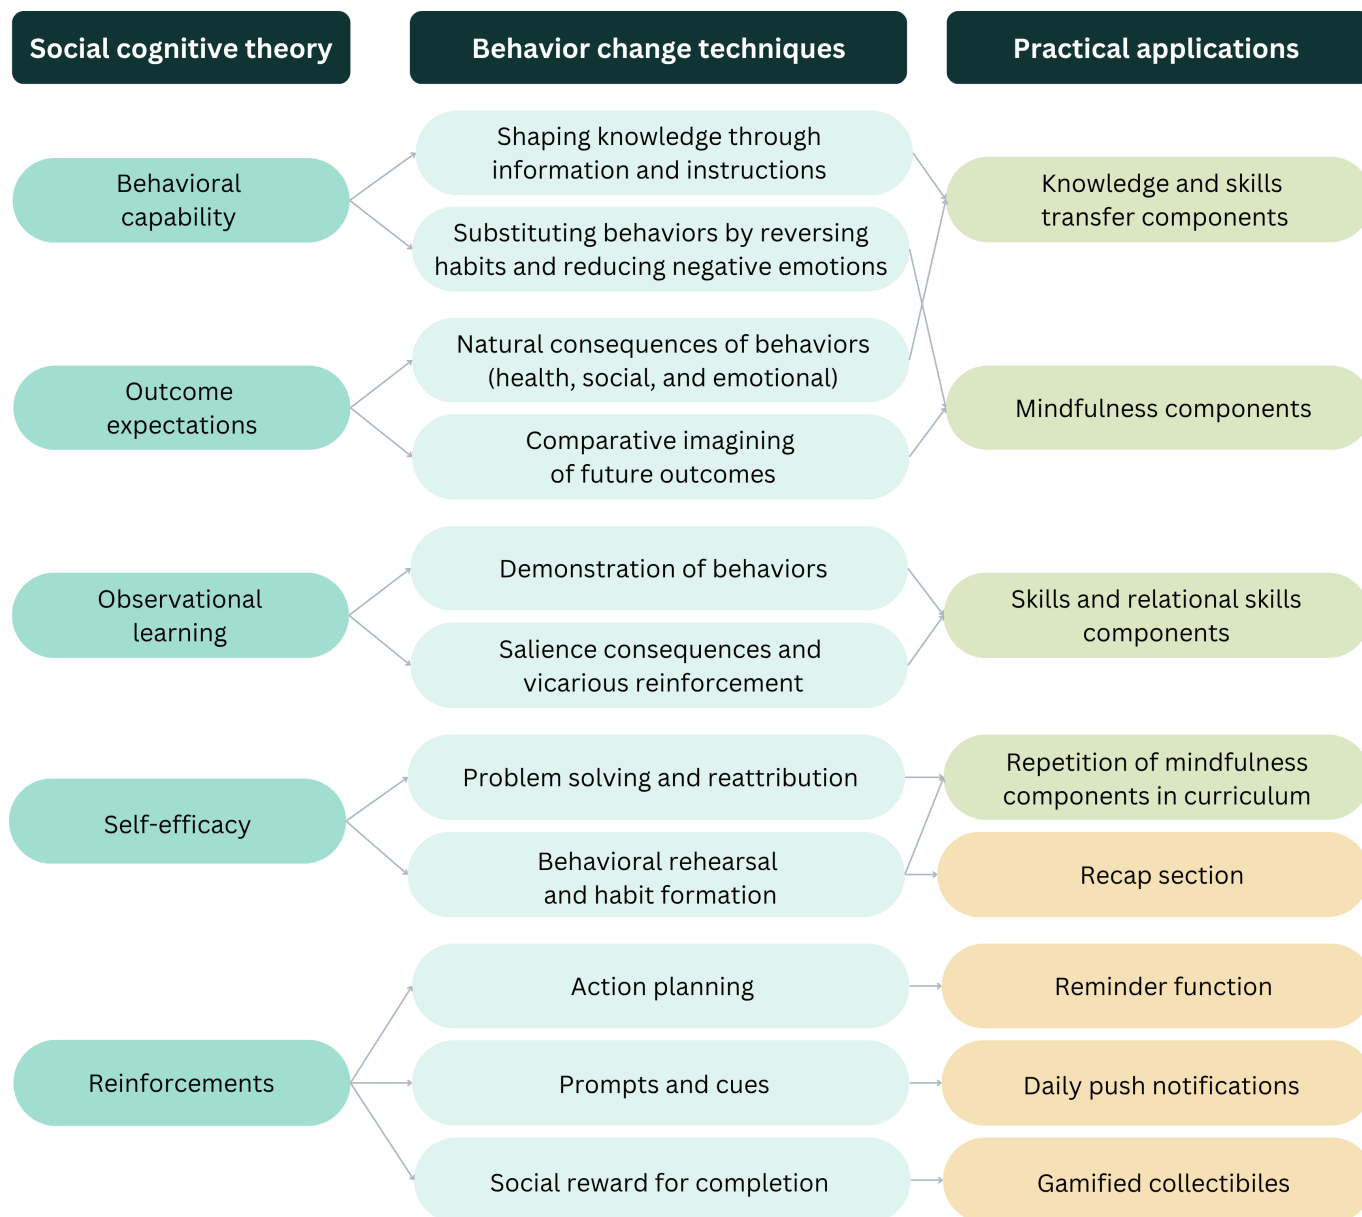 Social cognitive theory
Behavior change techniques
Practical applications
Behavioral
capability
Shaping knowledge through
information and instructions
Substituting behaviors by reversing
habits and reducing negative emotions
Knowledge and skills
transfer components
Outcome
expectations
Natural consequences of behaviors
(health, social, and emotional)
Comparative imagining
of future outcomes
Mindfulness components
Observational
learning
Demonstration of behaviors
Salience consequences and
vicarious reinforcement
Skills and relational skills
components
Self-efficacy
Problem solving and reattribution
Behavioral rehearsal
and habit formation
Repetition of mindfulness
components in curriculum
Recap section
Reinforcements
Action planning
Reminder function
Prompts and cues
Daily push notifications
Social reward for completion
Gamified collectibiles